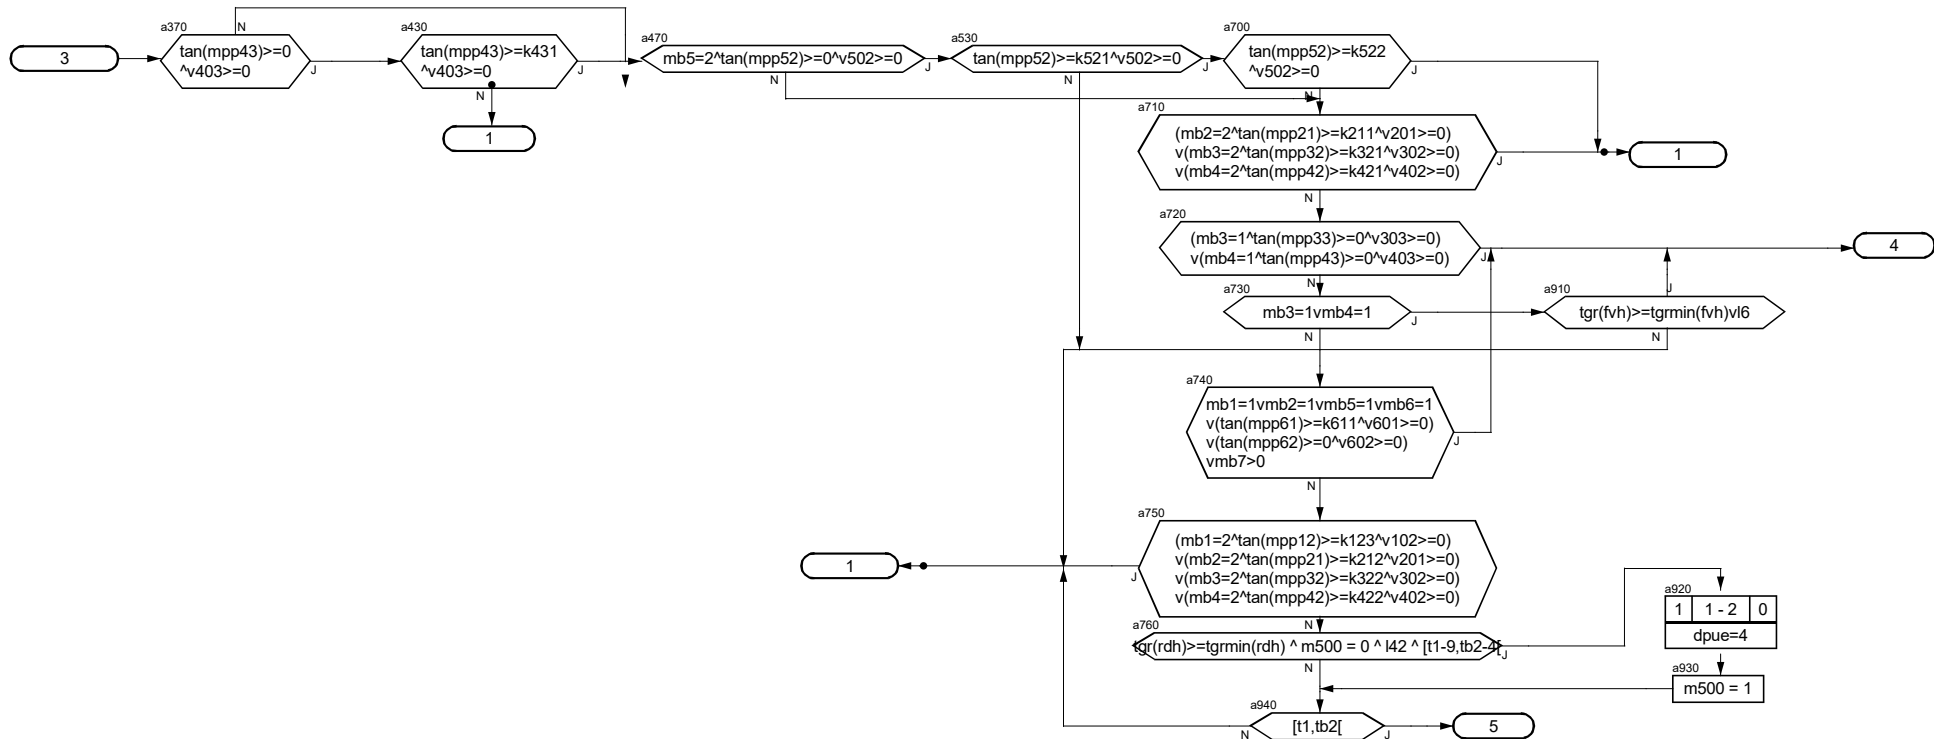 3
a370
N
tan(mpp43)>=0
^v403>=0
J
a430
tan(mpp43)>=k431
^v403>=0
J
N
1
a470
mb5=2^tan(mpp52)>=0^v502>=0
J
N
a530
tan(mpp52)>=k521^v502>=0
J
N
a700
tan(mpp52)>=k522
^v502>=0
J
N
a710
(mb2=2^tan(mpp21)>=k211^v201>=0)
v(mb3=2^tan(mpp32)>=k321^v302>=0)
v(mb4=2^tan(mpp42)>=k421^v402>=0)
J
N
1
a720
(mb3=1^tan(mpp33)>=0^v303>=0)
v(mb4=1^tan(mpp43)>=0^v403>=0)
J
N
4
a730
mb3=1vmb4=1
J
N
a910
J
tgr(fvh)>=tgrmin(fvh)vl6
N
a740
mb1=1vmb2=1vmb5=1vmb6=1
v(tan(mpp61)>=k611^v601>=0)
v(tan(mpp62)>=0^v602>=0)
vmb7>0
J
N
a750
(mb1=2^tan(mpp12)>=k123^v102>=0)
v(mb2=2^tan(mpp21)>=k212^v201>=0)
v(mb3=2^tan(mpp32)>=k322^v302>=0)
v(mb4=2^tan(mpp42)>=k422^v402>=0)
J
N
1
a760
tgr(rdh)>=tgrmin(rdh) ^ m500 = 0 ^ l42 ^ [t1-9,tb2-4[
J
N
a920
1 1 - 2 0
dpue=4
a930
m500 = 1
a940
[t1,tb2[
N
J
5